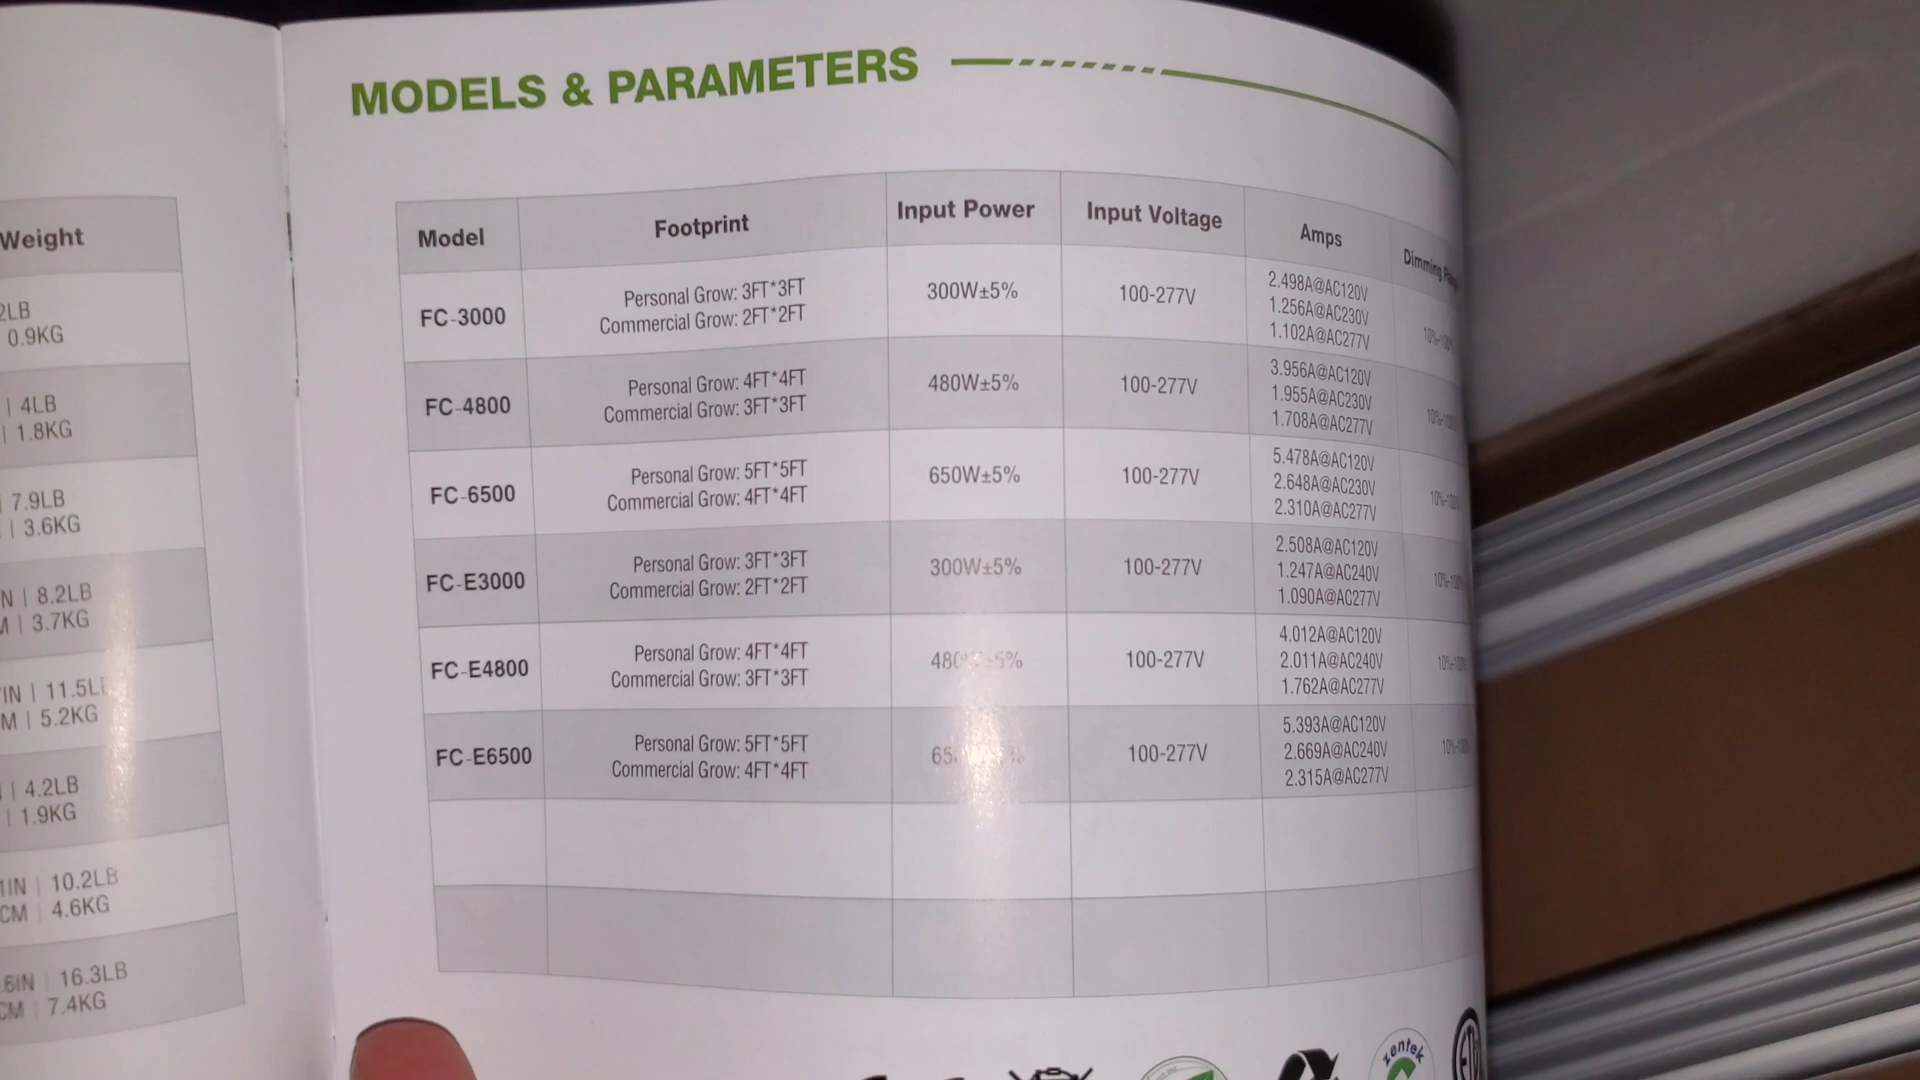 Weight
2LB
0.9KG
| 4LB
| 1.8KG
| 7.9LB
| 3.6KG
N | 8.2LB
M | 3.7KG
IN | 11.5L
M | 5.2KG
| 4.2LB
| 1.9KG
1IN | 10.2LB
CM | 4.6KG
.6IN | 16.3LB
CM | 7.4KG
MODELS & PARAMETERS
Model Footprint Input Power Input Voltage Amps Dimming
FC-3000 Personal Grow: 3FT*3FT
Commercial Grow: 2FT*2FT
300W±5% 100-277V
2.498A@AC120V
1.256A@AC230V
1.102A@AC277V
FC-4800 Personal Grow: 4FT*4FT
Commercial Grow: 3FT*3FT
480W±5% 100-277V
3.956A@AC120V
1.955A@AC230V
1.708A@AC277V
FC-6500 Personal Grow: 5FT*5FT
Commercial Grow: 4FT*4FT
650W±5% 100-277V
5.478A@AC120V
2.648A@AC230V
2.310A@AC277V
FC-E3000 Personal Grow: 3FT*3FT
Commercial Grow: 2FT*2FT
300W±5% 100-277V
2.508A@AC120V
1.247A@AC240V
1.090A@AC277V
FC-E4800 Personal Grow: 4FT*4FT
Commercial Grow: 3FT*3FT
100-277V
4.012A@AC120V
2.011A@AC240V
1.762A@AC277V
FC-E6500 Personal Grow: 5FT*5FT
Commercial Grow: 4FT*4FT
100-277V
5.393A@AC120V
2.669A@AC240V
2.315A@AC277V
zentek